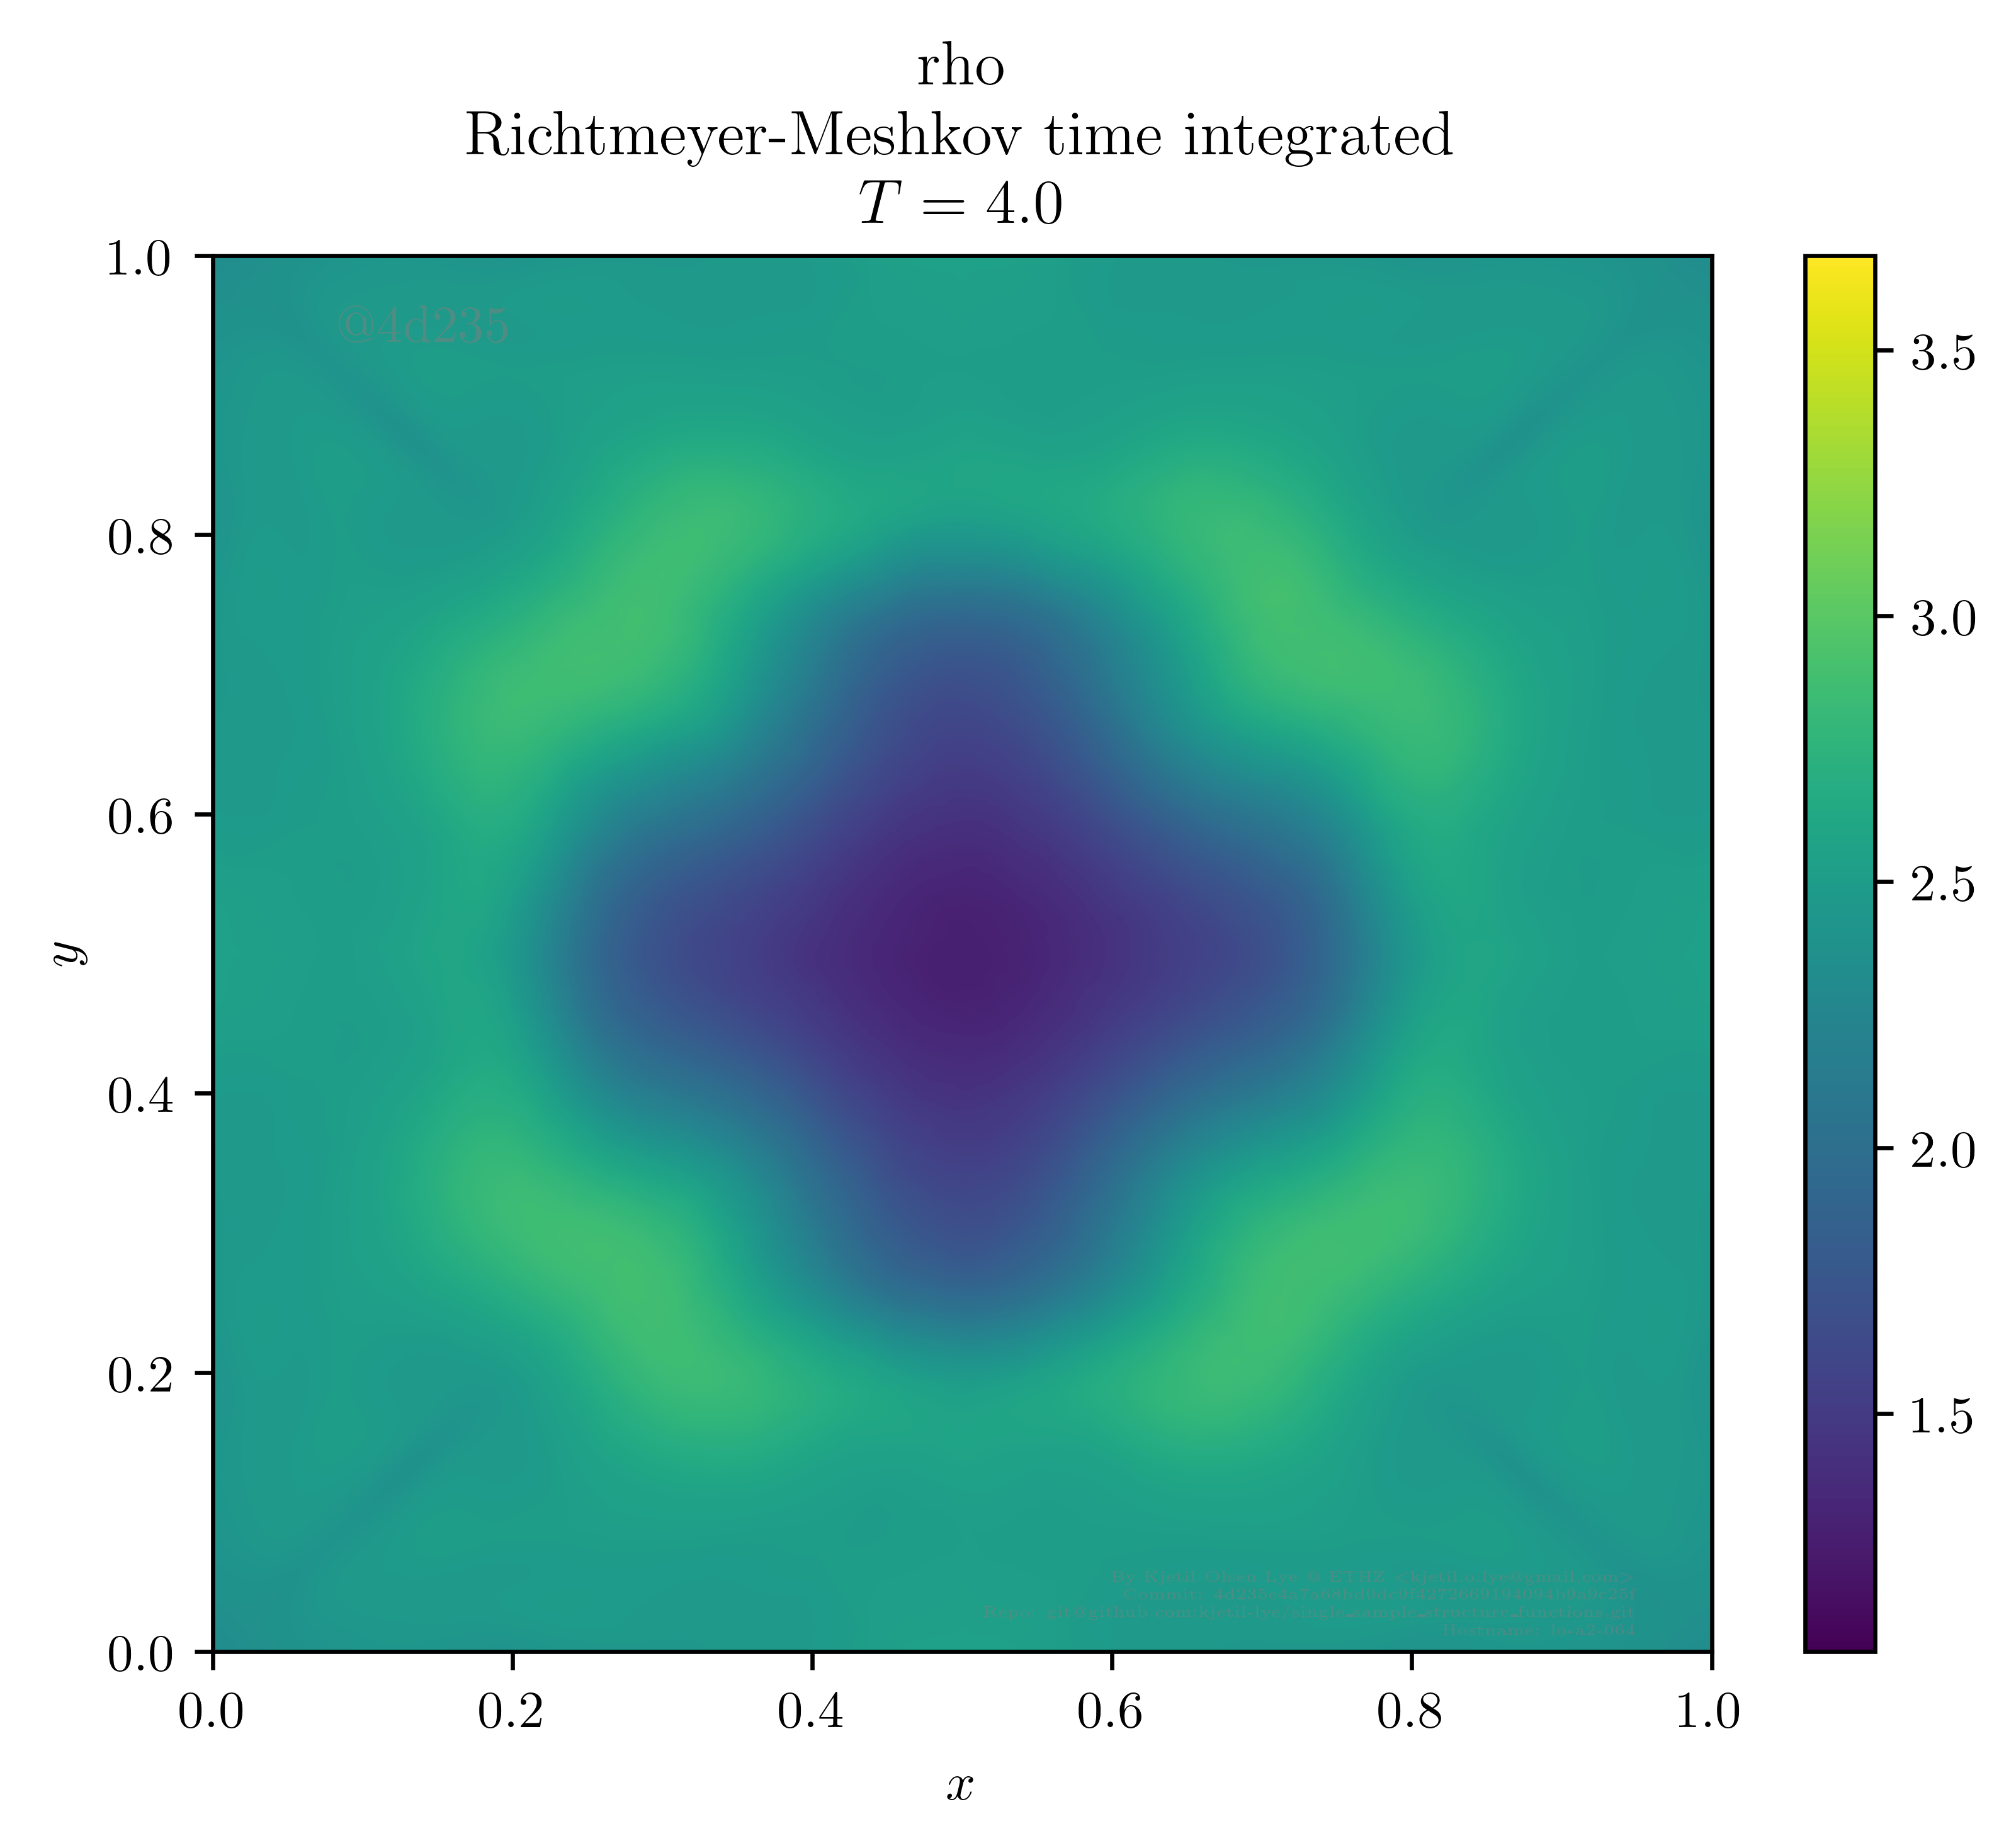 rho
Richtmeyer-Meshkov time integrated
T = 4.0
1.0
0.8
0.6
0.4
0.2
0.0
y
@4d235
0.0 0.2 0.4 0.6 0.8 1.0
x
3.5
3.0
2.5
2.0
1.5
Commit:
Hostname: